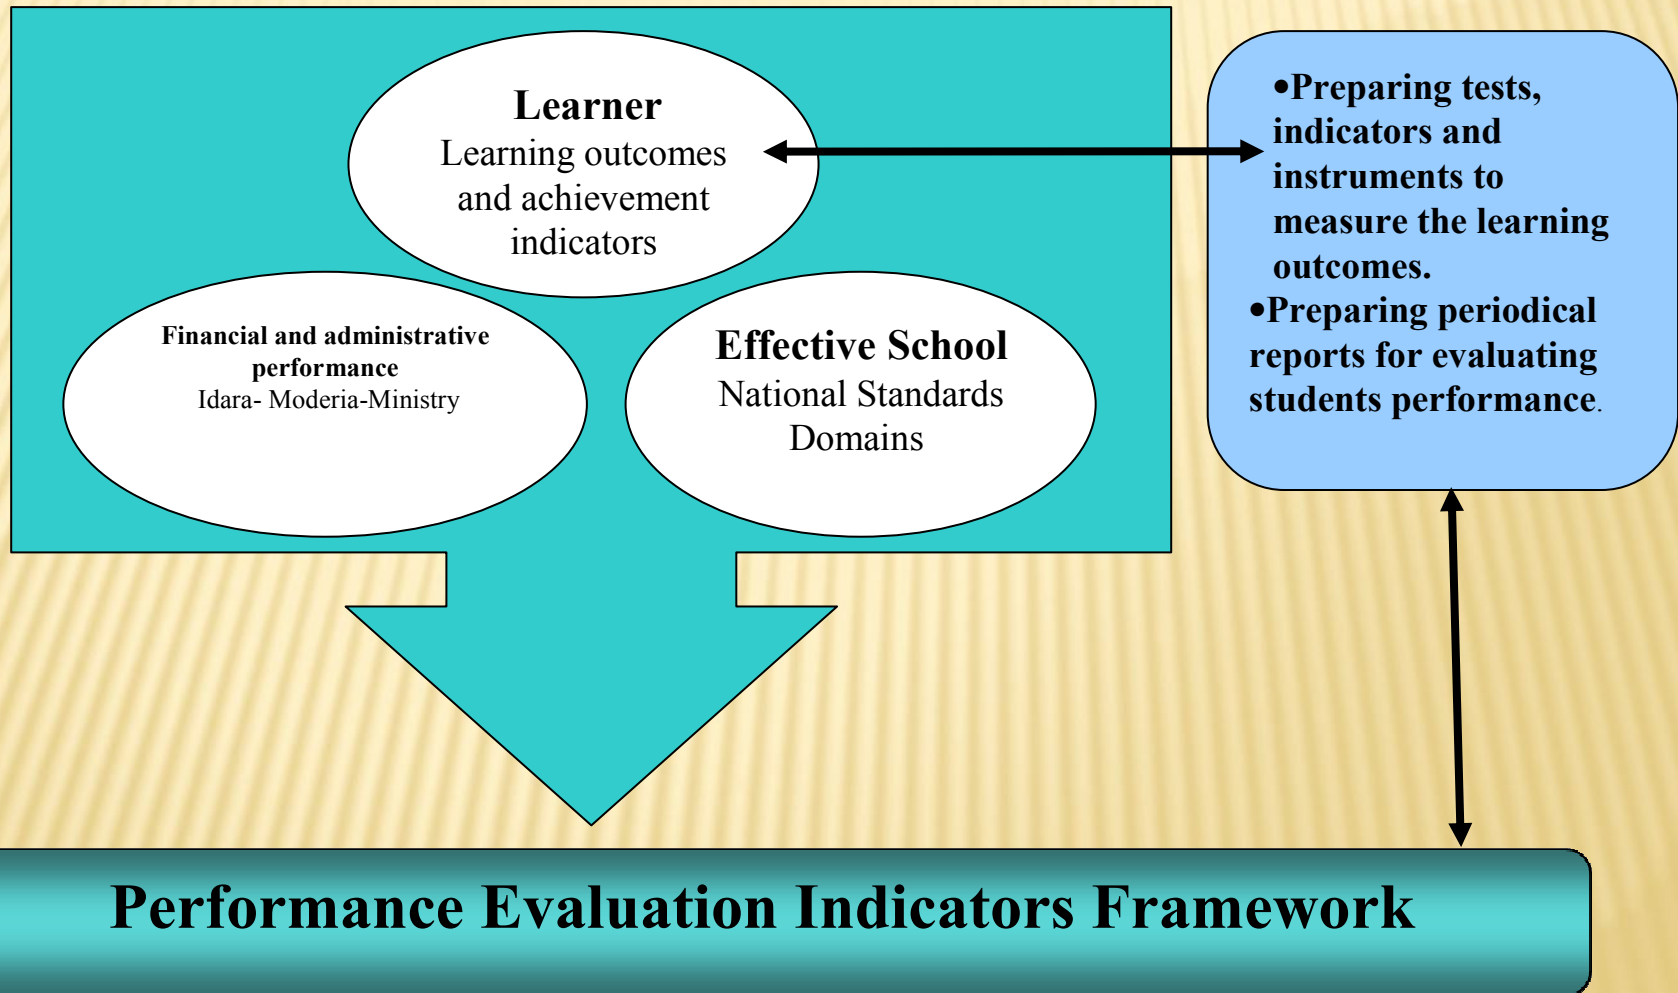 Learner
Learning outcomes
and achievement
indicators
Financial and administrative
performance
Idara- Moderia-Ministry
Effective School
National Standards
Domains
•Preparing tests,
indicators and
instruments to
measure the learning
outcomes.
•Preparing periodical
reports for evaluating
students performance.
Performance Evaluation Indicators Framework